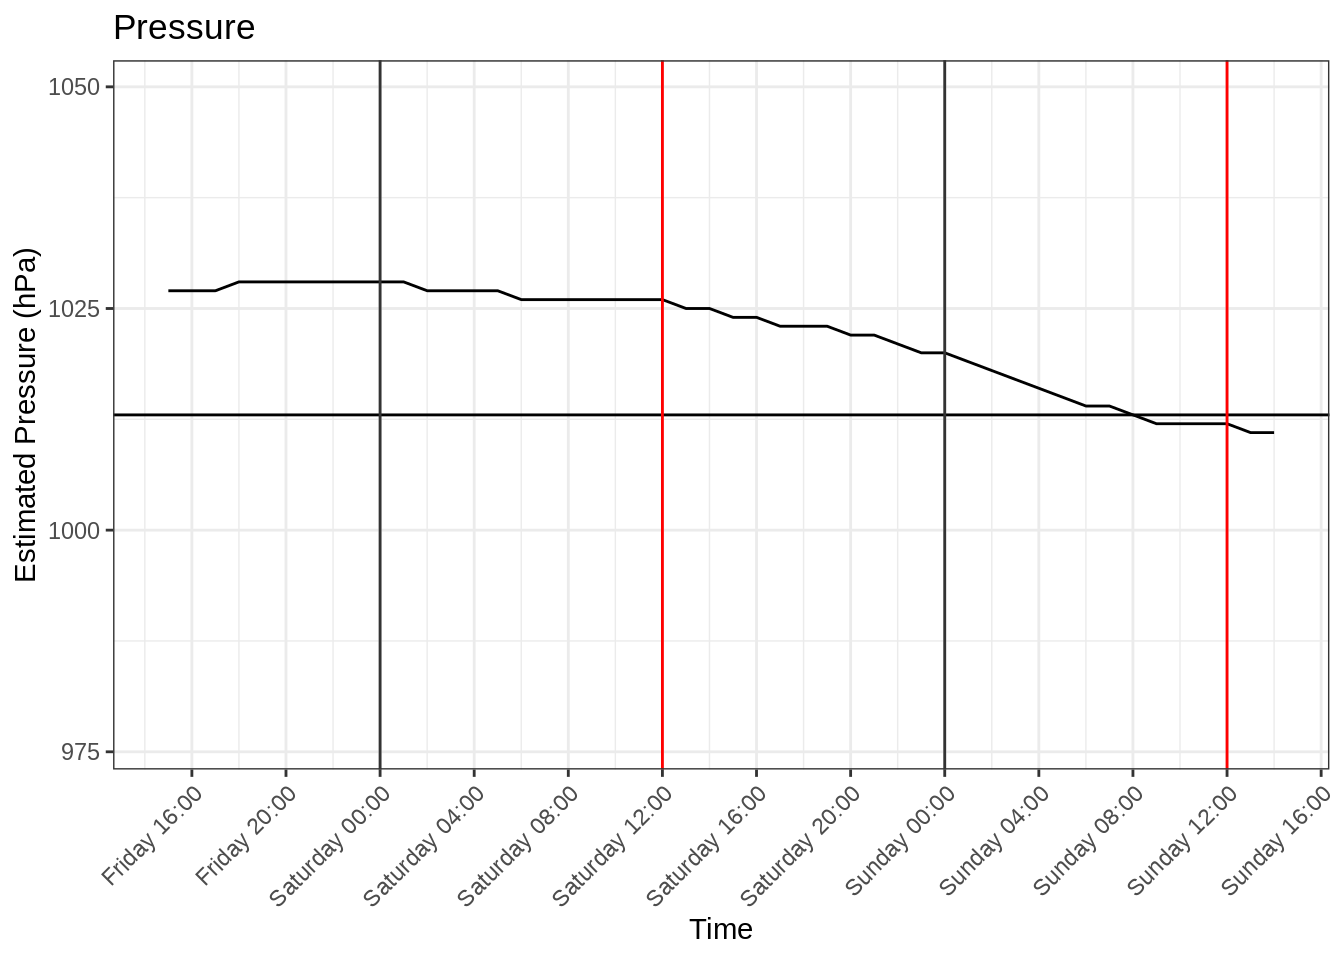 Pressure
Estimated Pressure (hPa)
1050
1025
1000
975
Friday 16:00
Friday 20:00
Saturday 00:00
Saturday 04:00
Saturday 08:00
Saturday 12:00
Saturday 16:00
Saturday 20:00
Sunday 00:00
Sunday 04:00
Sunday 08:00
Sunday 12:00
Sunday 16:00
Time